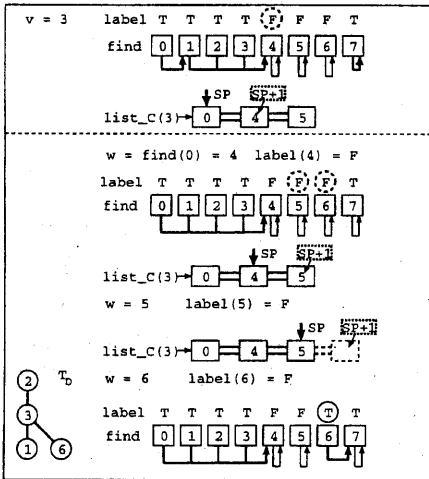 v = 3 label T T T T F F F T
find 0 1 2 3 4 5 6 7
SP SP+1
list_C(3) 0 4 5
w = find(0) = 4 label(4) = F
label T T T T F F F T
find 0 1 2 3 4 5 6 7
SP SP+1
list_C(3) 0 4 5
w = 5 label(5) = F
SP SP+1
list_C(3) 0 4 5
2 T_D w = 6 label(6) = F
3 label T T T T F F T T
1 6 find 0 1 2 3 4 5 6 7